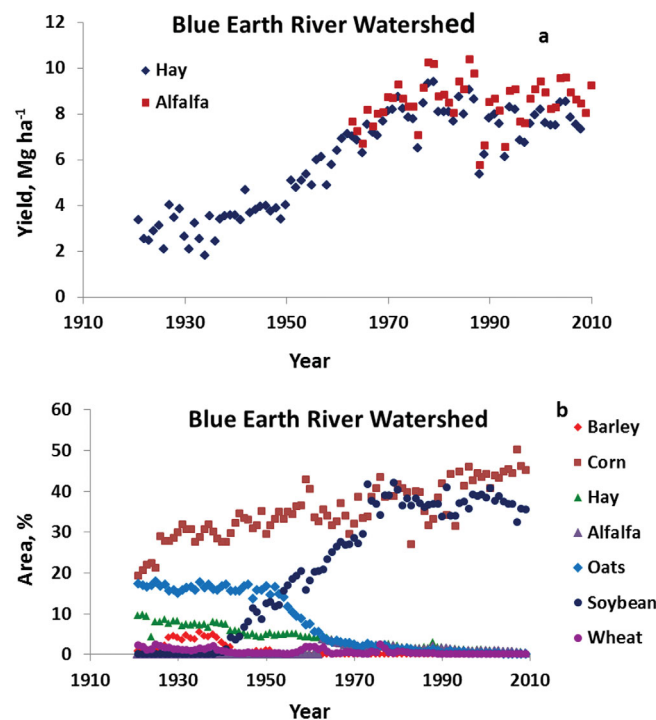 Blue Earth River Watershed
a
Hay
Alfalfa
Yield, Mg ha⁻¹
12
10
8
6
4
2
0
1910 1930 1950 1970 1990 2010
Year
Blue Earth River Watershed
b
Area, %
60
50
40
30
20
10
0
1910 1930 1950 1970 1990 2010
Year
Barley
Corn
Hay
Alfalfa
Oats
Soybean
Wheat